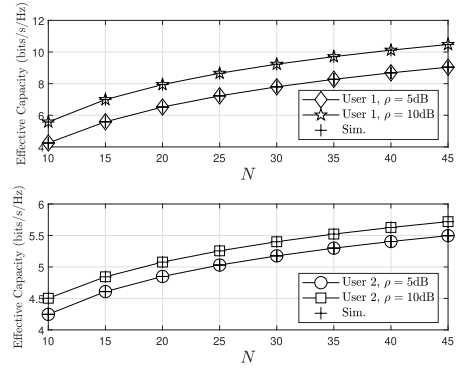 Effective Capacity (bits/s/Hz)
12
10
8
6
4
10 15 20 25 30 35 40 45
N
User 1, ρ = 5dB
User 1, ρ = 10dB
Sim.
Effective Capacity (bits/s/Hz)
6
5.5
5
4.5
4
10 15 20 25 30 35 40 45
N
User 2, ρ = 5dB
User 2, ρ = 10dB
Sim.